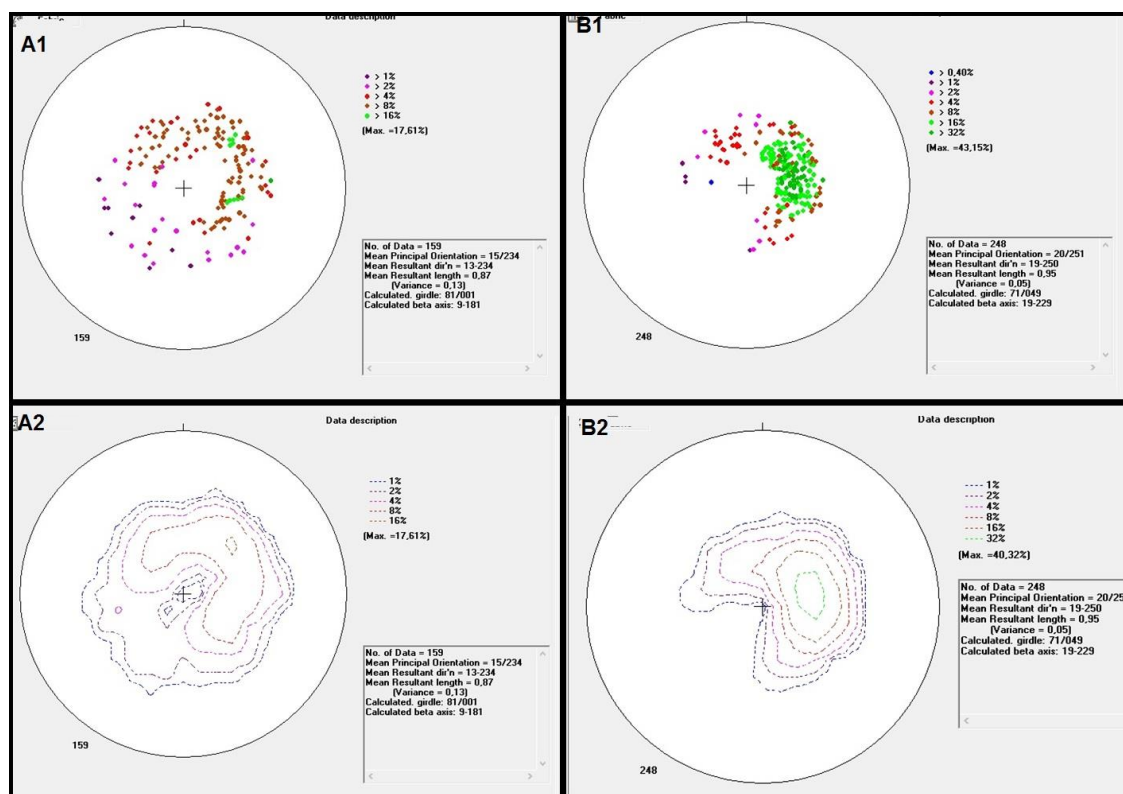 A1
Data description
> 1%
> 2%
> 4%
> 8%
> 16%
(Max. =17,61%)
No. of Data = 159
Mean Principal Orientation = 15/234
Mean Resultant dir'n = 13-234
Mean Resultant length = 0,87
(Variance = 0,13)
Calculated. girdle: 81/001
Calculated beta axis: 9-181
159
B1
Data description
> 0,40%
> 1%
> 2%
> 4%
> 8%
> 16%
> 32%
(Max. =43,15%)
No. of Data = 248
Mean Principal Orientation = 20/251
Mean Resultant dir'n = 19-250
Mean Resultant length = 0,95
(Variance = 0,05)
Calculated. girdle: 71/049
Calculated beta axis: 19-229
248
A2
Data description
1%
2%
4%
8%
16%
(Max. =17,61%)
No. of Data = 159
Mean Principal Orientation = 15/234
Mean Resultant dir'n = 13-234
Mean Resultant length = 0,87
(Variance = 0,13)
Calculated. girdle: 81/001
Calculated beta axis: 9-181
159
B2
Data description
1%
2%
4%
8%
16%
32%
(Max. =40,32%)
No. of Data = 248
Mean Principal Orientation = 20/25
Mean Resultant dir'n = 19-250
Mean Resultant length = 0,95
(Variance = 0,05)
Calculated. girdle: 71/049
Calculated beta axis: 19-229
248